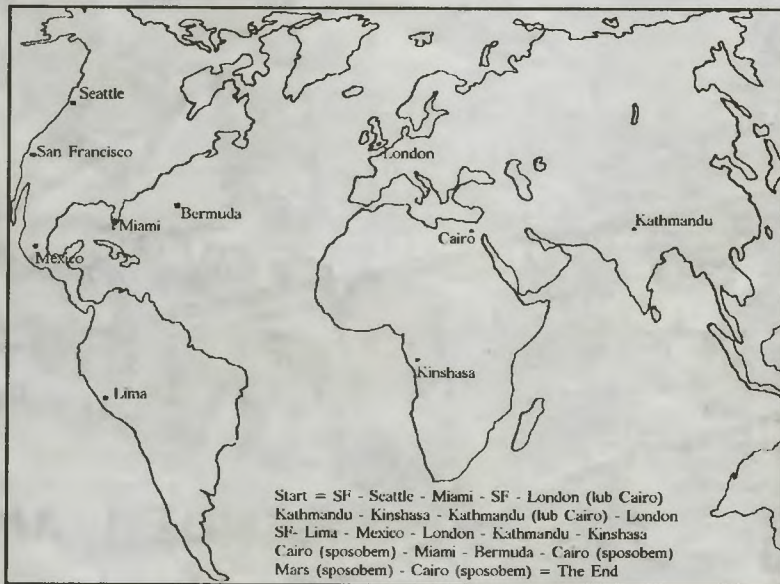 Seattle
San Francisco
London
Bermuda
Miami
Kathmandu
Cairo
Mexico
Kinshasa
Lima
Start = SF - Seattle - Miami - SF - London (lub Cairo)
Kathmandu - Kinshasa - Kathmandu (lub Cairo) - London
SF- Lima - Mexico - London - Kathmandu - Kinshasa
Cairo (sposobem) - Miami - Bermuda - Cairo (sposobem)
Mars (sposobem) - Cairo (sposobem) = The End